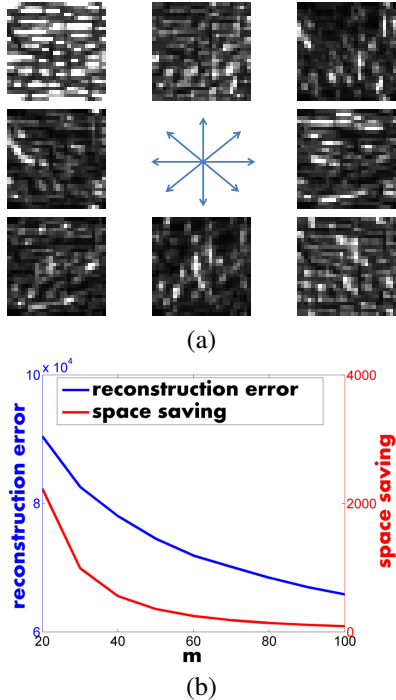 (a)
10 x 10^4
4000
reconstruction error
space saving
reconstruction error
space saving
8
2000
6
0
20 40 60 80 100
m
(b)